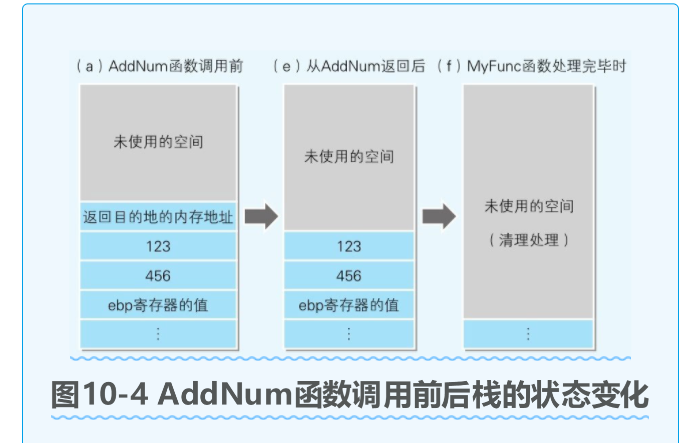 （a）AddNum函数调用前
未使用的空间
返回目的地的内存地址
123
456
ebp寄存器的值
⋮
（e）从AddNum返回后
未使用的空间
123
456
ebp寄存器的值
⋮
（f）MyFunc函数处理完毕时
未使用的空间
（清理处理）
⋮
图10-4 AddNum函数调用前后栈的状态变化